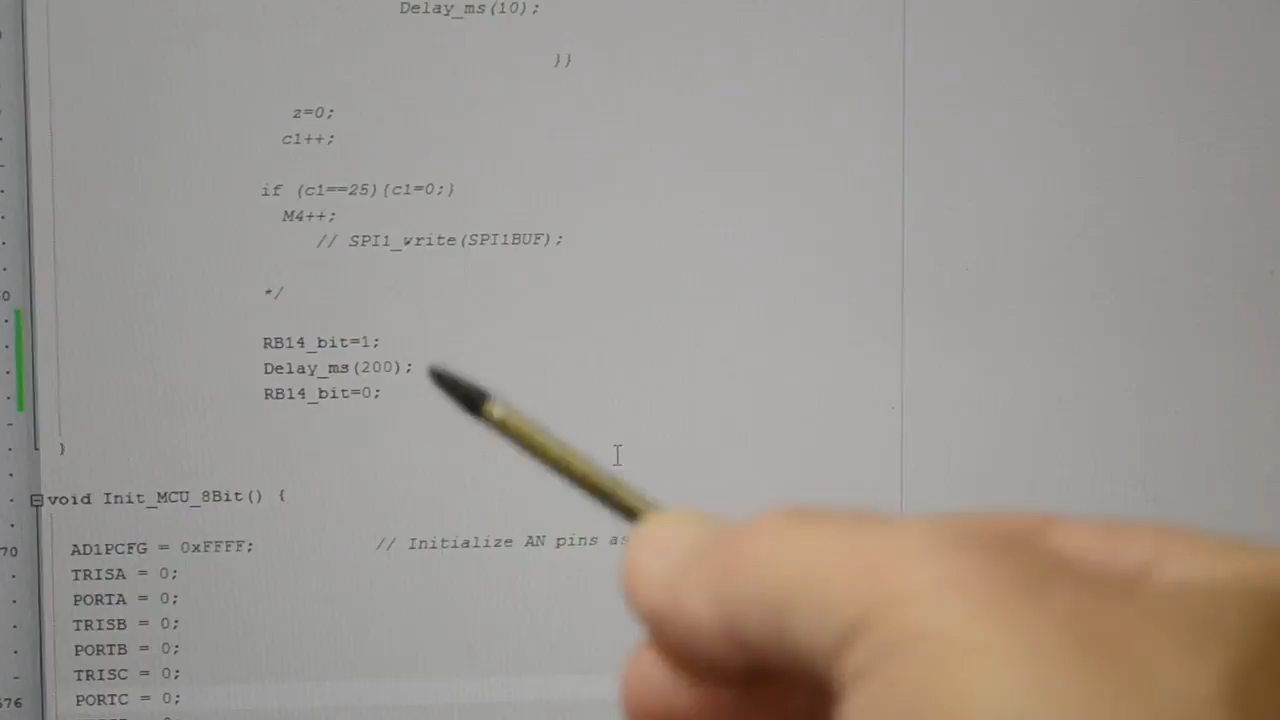 Delay_ms(10);
}}
z=0;
c1++;
if (c1==25){c1=0;}
M4++;
// SPI1_write(SPI1BUF);
*/
RB14_bit=1;
Delay_ms(200);
RB14_bit=0;
}
void Init_MCU_8Bit() {
70 AD1PCFG = 0xFFFF; // Initialize AN pins as
TRISA = 0;
PORTA = 0;
TRISB = 0;
PORTB = 0;
TRISC = 0;
676 PORTC = 0;